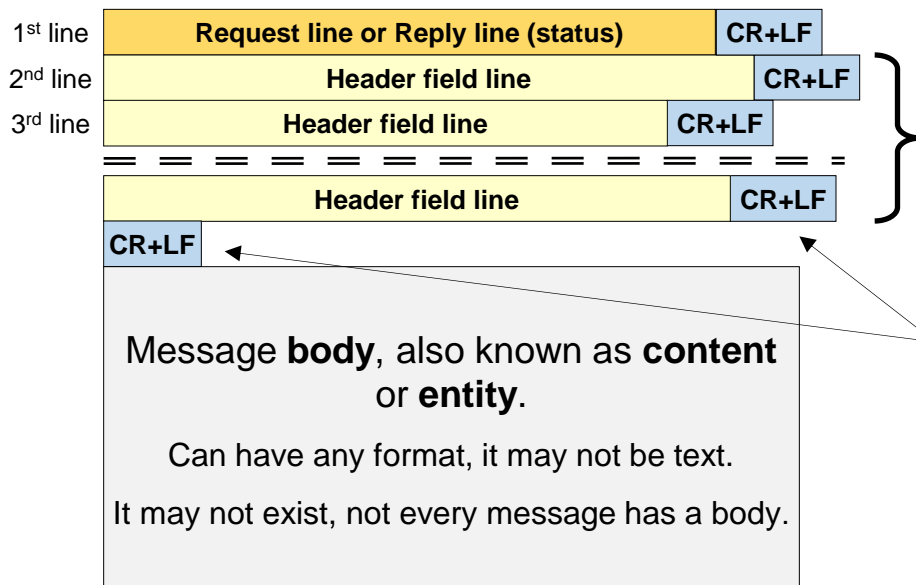 1st line Request line or Reply line (status) CR+LF
2nd line Header field line CR+LF
3rd line Header field line CR+LF
Header field line CR+LF
CR+LF
Message body, also known as content
or entity.
Can have any format, it may not be text.
It may not exist, not every message has a body.